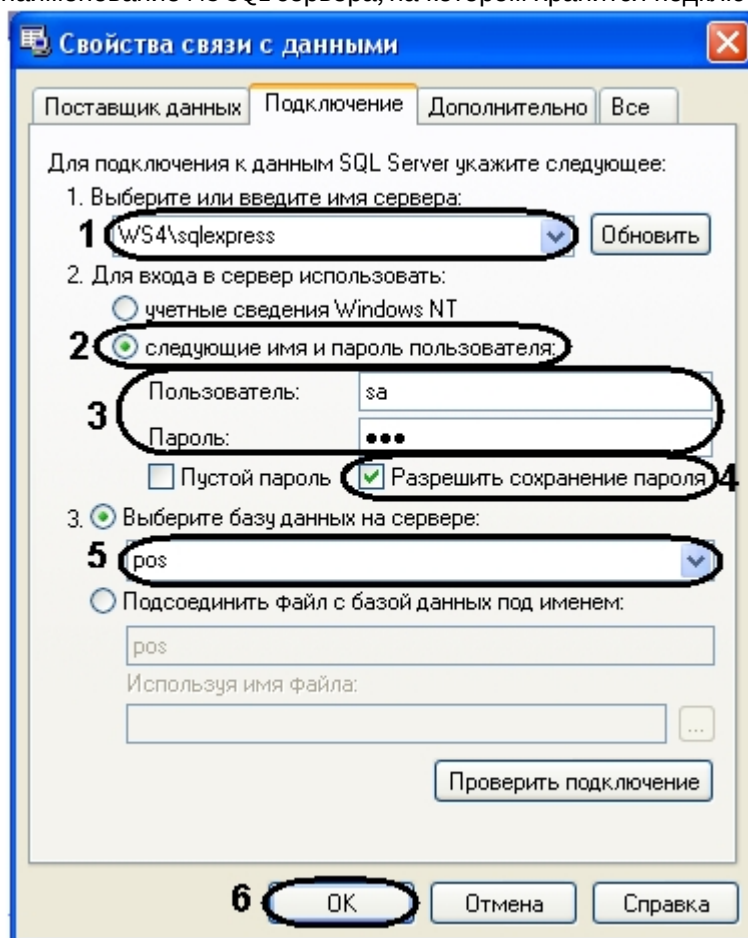 Свойства связи с данными
Поставщик данных Подключение Дополнительно Все
Для подключения к данным SQL Server укажите следующее:
1. Выберите или введите имя сервера:
1 WS4\sqlexpress Обновить
2. Для входа в сервер использовать:
учетные сведения Windows NT
2 следующие имя и пароль пользователя:
3
Пользователь: sa
Пароль: •••
Пустой пароль Разрешить сохранение пароля 4
3. Выберите базу данных на сервере:
5 pos
Подсоединить файл с базой данных под именем:
pos
Используя имя файла:
...
Проверить подключение
6 ОК Отмена Справка